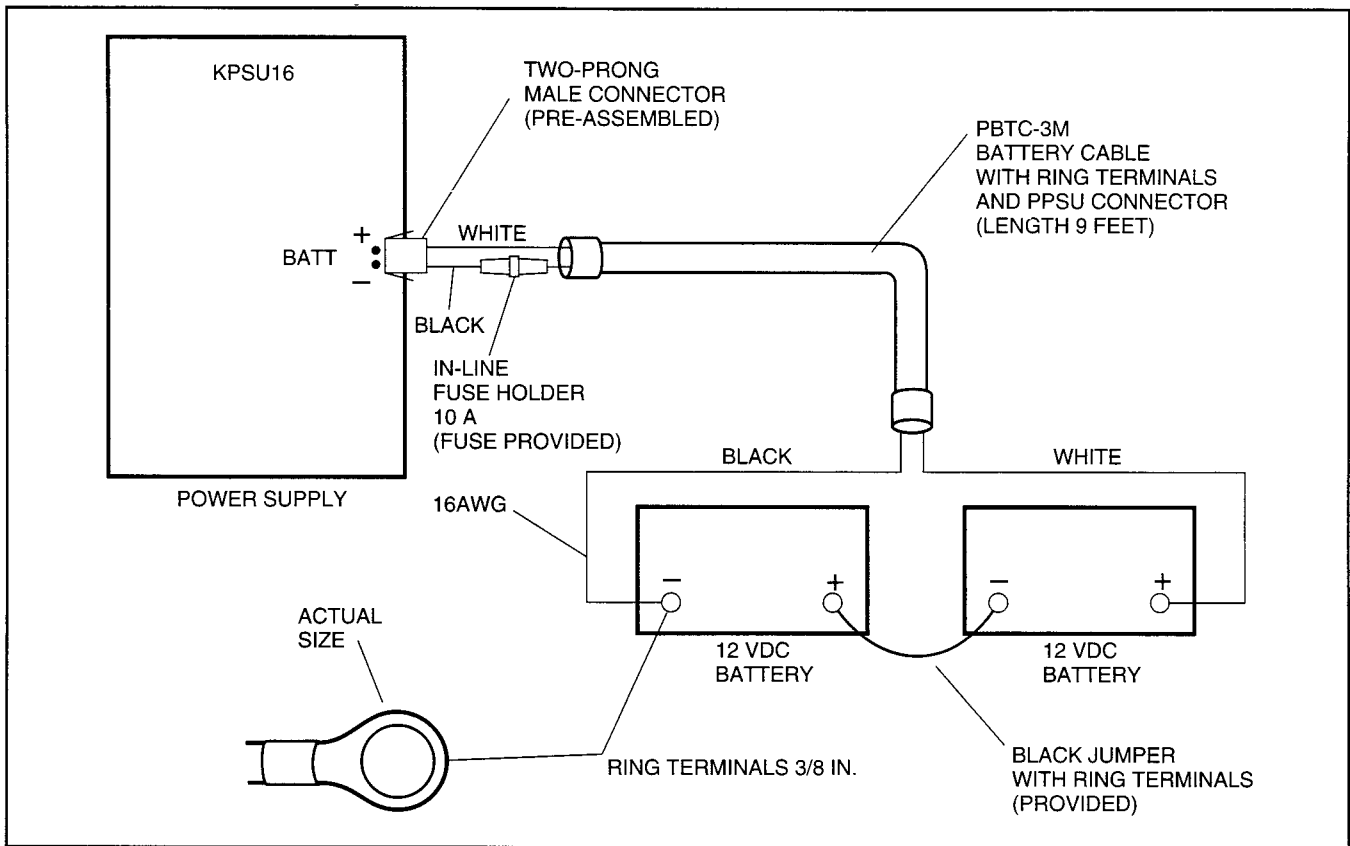 KPSU16
TWO-PRONG
MALE CONNECTOR
(PRE-ASSEMBLED)
PBTC-3M
BATTERY CABLE
WITH RING TERMINALS
AND PPSU CONNECTOR
(LENGTH 9 FEET)
+
WHITE
BATT
–
BLACK
IN-LINE
FUSE HOLDER
10 A
(FUSE PROVIDED)
POWER SUPPLY
BLACK
WHITE
16AWG
– + – +
12 VDC
BATTERY
12 VDC
BATTERY
ACTUAL
SIZE
RING TERMINALS 3/8 IN.
BLACK JUMPER
WITH RING TERMINALS
(PROVIDED)